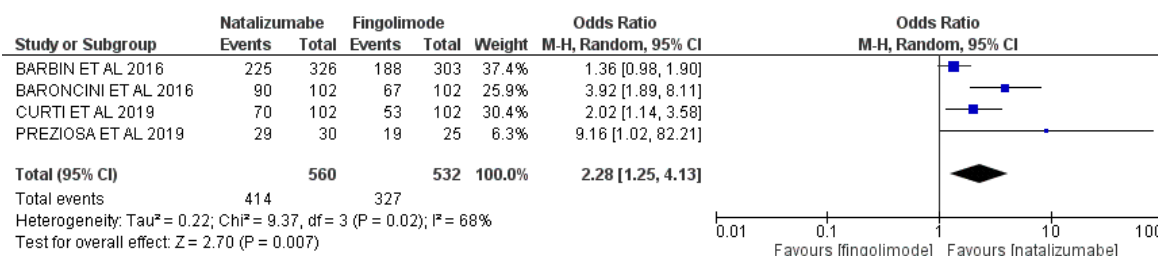 Natalizumabe Fingolimode Odds Ratio Odds Ratio
Study or Subgroup Events Total Events Total Weight M-H, Random, 95% CI M-H, Random, 95% CI
BARBIN ET AL 2016 225 326 188 303 37.4% 1.36 [0.98, 1.90]
BARONCINI ET AL 2016 90 102 67 102 25.9% 3.92 [1.89, 8.11]
CURTI ET AL 2019 70 102 53 102 30.4% 2.02 [1.14, 3.58]
PREZIOSA ET AL 2019 29 30 19 25 6.3% 9.16 [1.02, 82.21]
Total (95% CI) 560 532 100.0% 2.28 [1.25, 4.13]
Total events 414 327
Heterogeneity: Tau² = 0.22; Chi² = 9.37, df = 3 (P = 0.02); I² = 68%
Test for overall effect: Z = 2.70 (P = 0.007)
0.01 0.1 1 10 100
Favours [fingolimode] Favours [natalizumabe]